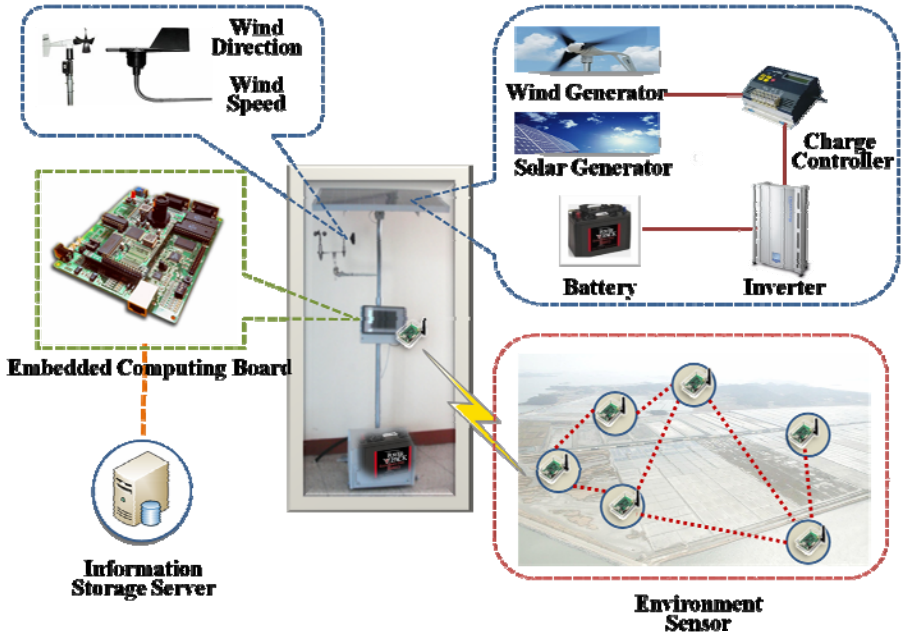 Wind
Direction
Wind
Speed
Wind Generator
Solar Generator
Charge
Controller
Battery
Inverter
Embedded Computing Board
Information
Storage Server
Environment
Sensor